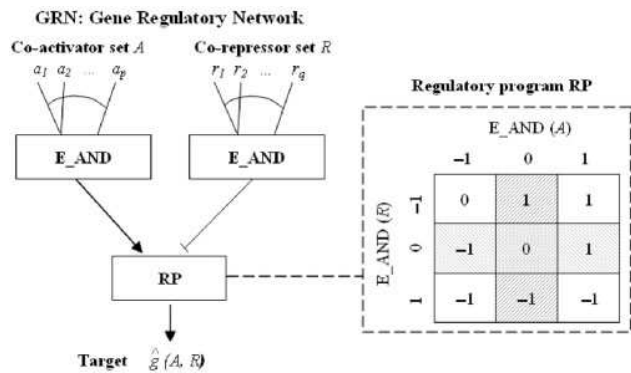 GRN: Gene Regulatory Network
Co-activator set A
Co-repressor set R
a1 a2 ... ap
r1 r2 ... rq
E_AND
E_AND
RP
Target ĝ (A, R)
Regulatory program RP
E_AND (A)
−1 0 1
E_AND (R)
−1 0 1 1
0 −1 0 1
1 −1 −1 −1